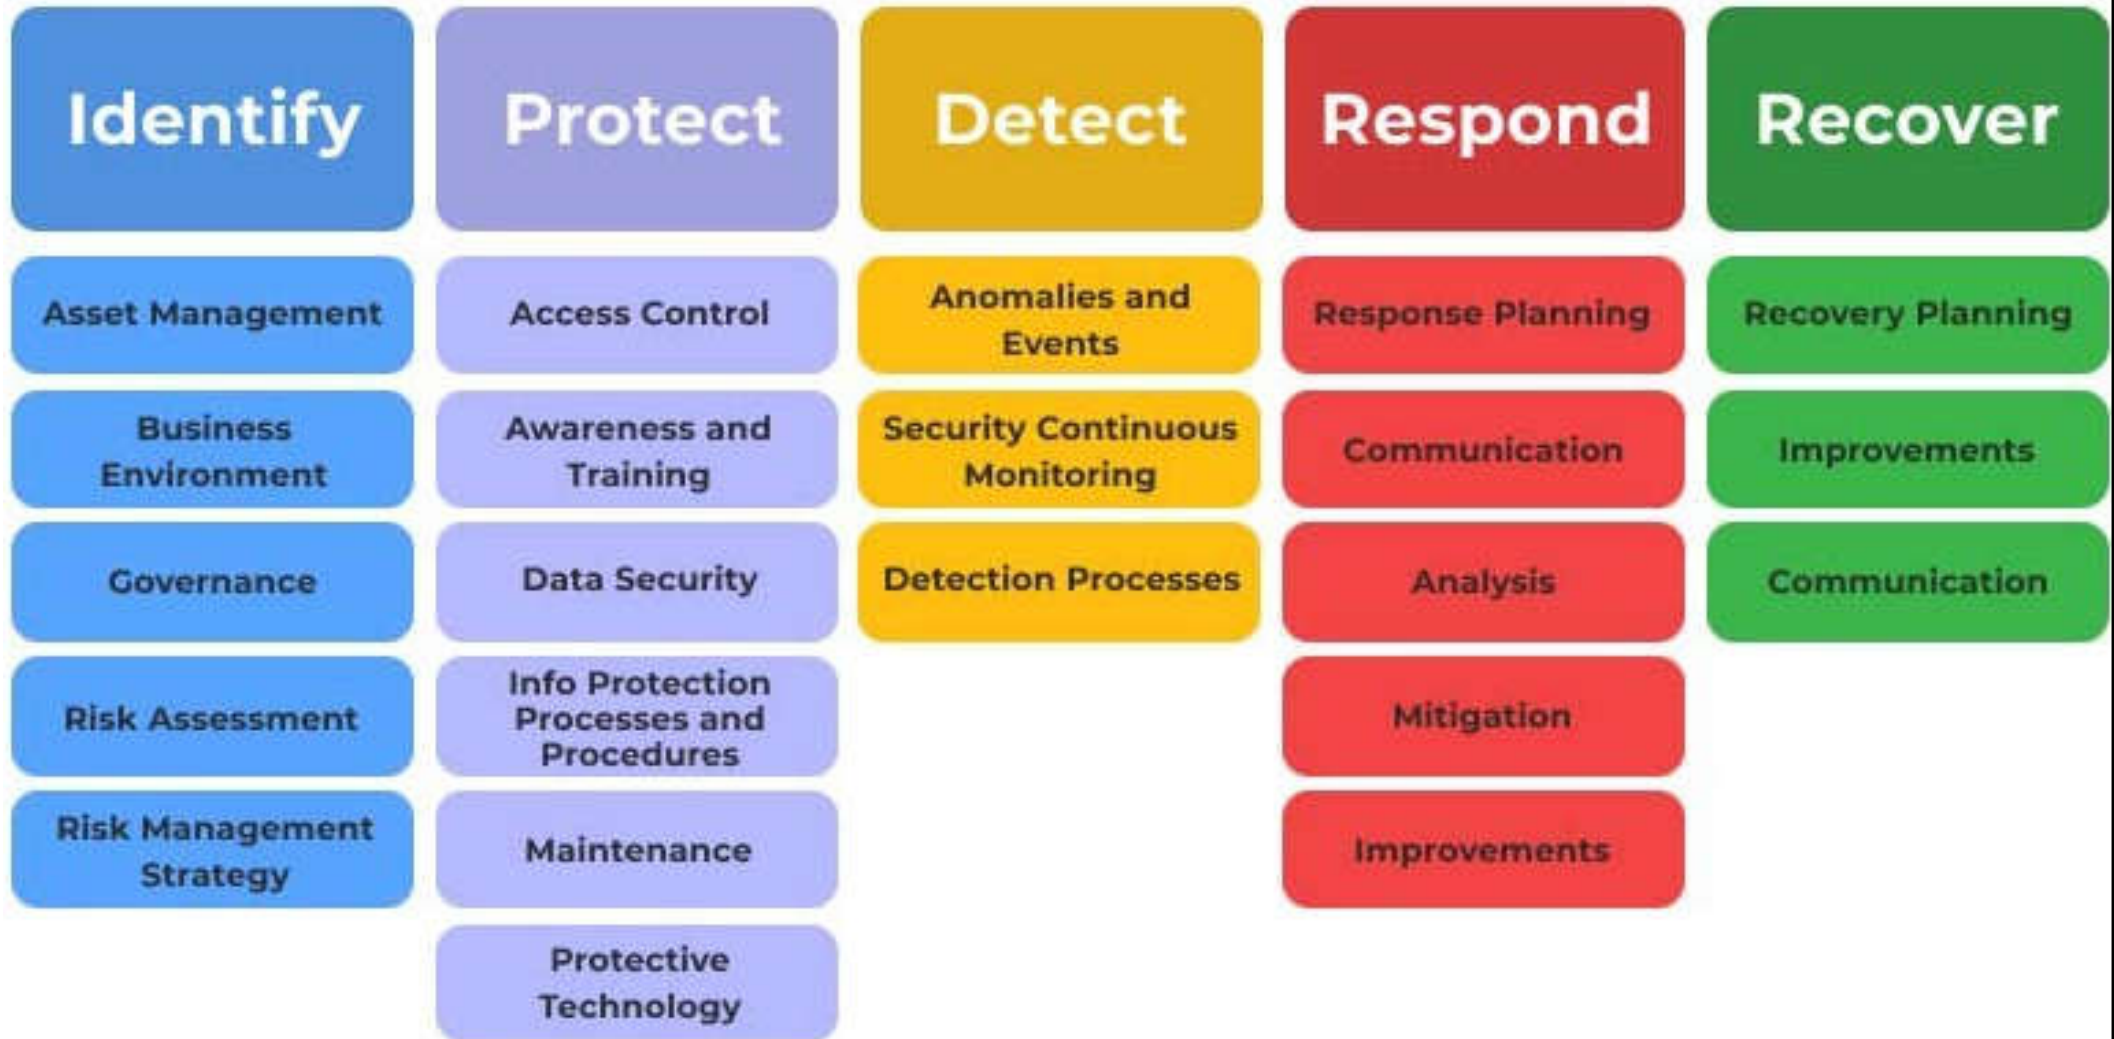 Identify
Protect
Detect
Respond
Recover
Asset Management
Business
Environment
Governance
Risk Assessment
Risk Management
Strategy
Access Control
Awareness and
Training
Data Security
Info Protection
Processes and
Procedures
Maintenance
Protective
Technology
Anomalies and
Events
Security Continuous
Monitoring
Detection Processes
Response Planning
Communication
Analysis
Mitigation
Improvements
Recovery Planning
Improvements
Communication